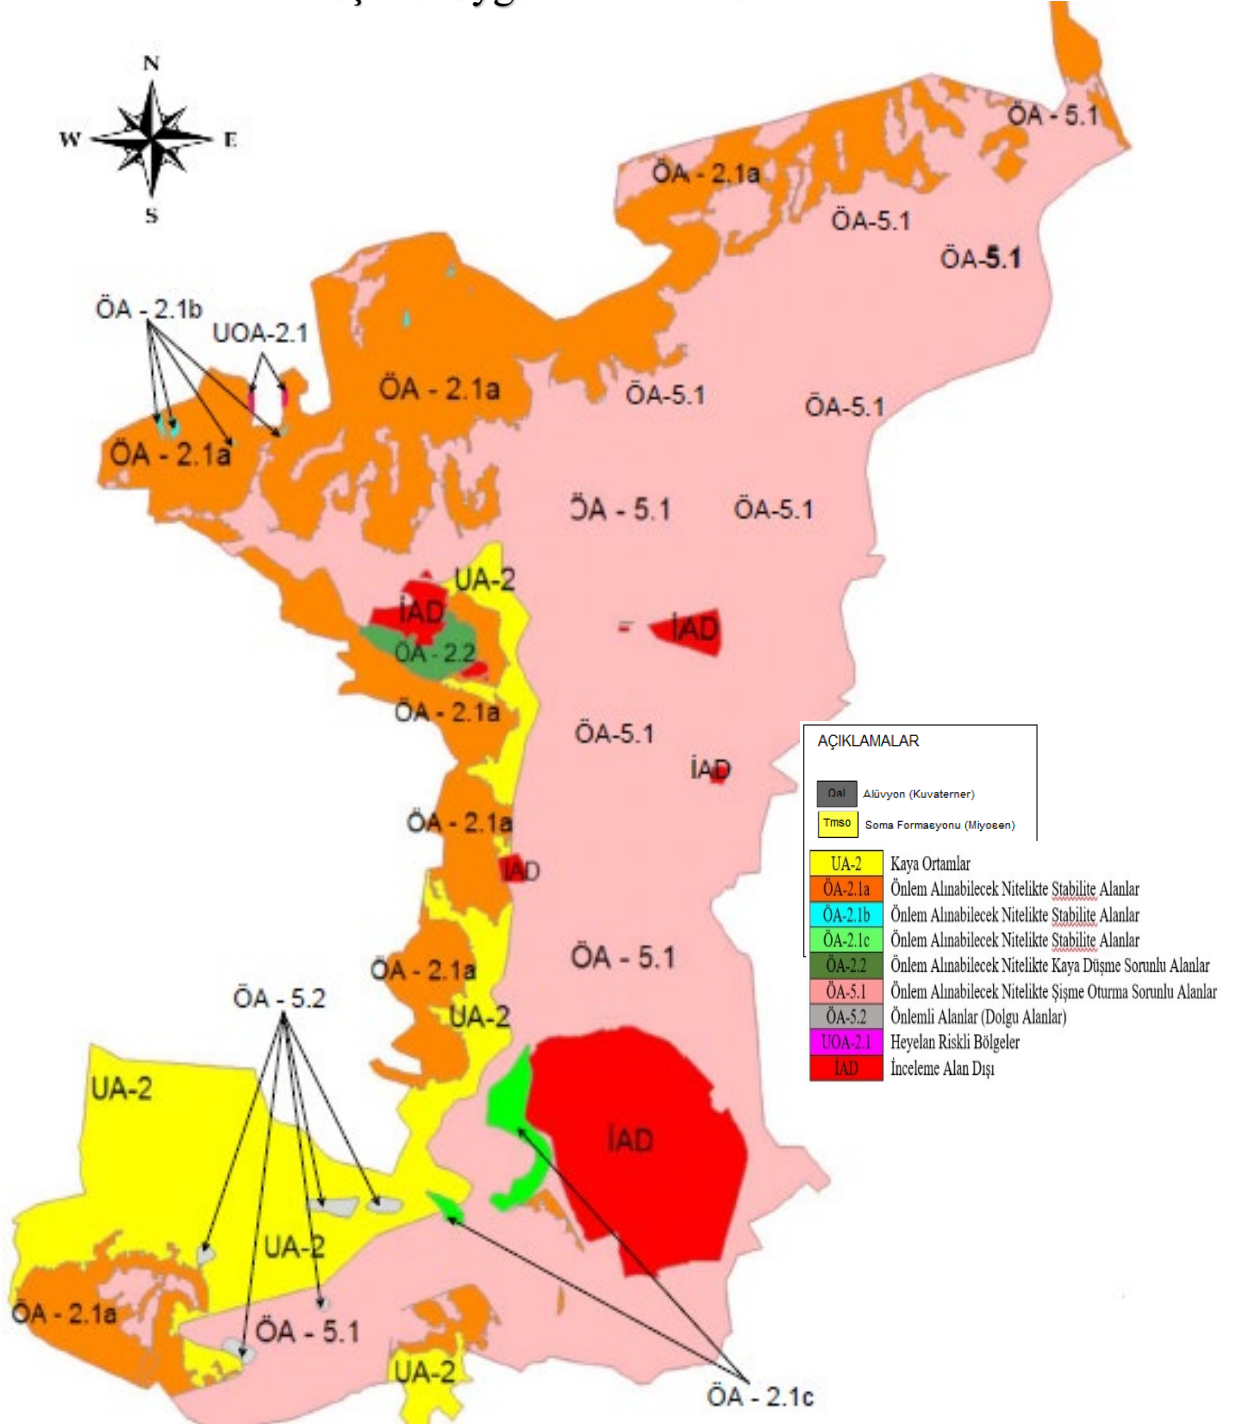 N
W E
S
ÖA - 5.1
ÖA - 2.1a
ÖA-5.1
ÖA-5.1
ÖA - 2.1b
UOA-2.1
ÖA - 2.1a
ÖA-5.1
ÖA-5.1
ÖA - 2.1a
ÖA - 5.1
ÖA-5.1
UA-2
İAD
İAD
ÖA - 2.2
ÖA - 2.1a
ÖA-5.1
İAD
ÖA - 2.1a
İAD
ÖA - 5.1
ÖA - 2.1a
ÖA - 5.2
UA-2
UA-2
İAD
UA-2
ÖA - 2.1a
ÖA - 5.1
UA-2
ÖA - 2.1c
AÇIKLAMALAR
Qal Alüvyon (Kuvaterner)
Tmso Soma Formasyonu (Miyosen)
UA-2 Kaya Ortamlar
ÖA-2.1a Önlem Alınabilecek Nitelikte Stabilite Alanlar
ÖA-2.1b Önlem Alınabilecek Nitelikte Stabilite Alanlar
ÖA-2.1c Önlem Alınabilecek Nitelikte Stabilite Alanlar
ÖA-2.2 Önlem Alınabilecek Nitelikte Kaya Düşme Sorunlu Alanlar
ÖA-5.1 Önlem Alınabilecek Nitelikte Şişme Oturma Sorunlu Alanlar
ÖA-5.2 Önlemli Alanlar (Dolgu Alanlar)
UOA-2.1 Heyelan Riskli Bölgeler
İAD İnceleme Alan Dışı